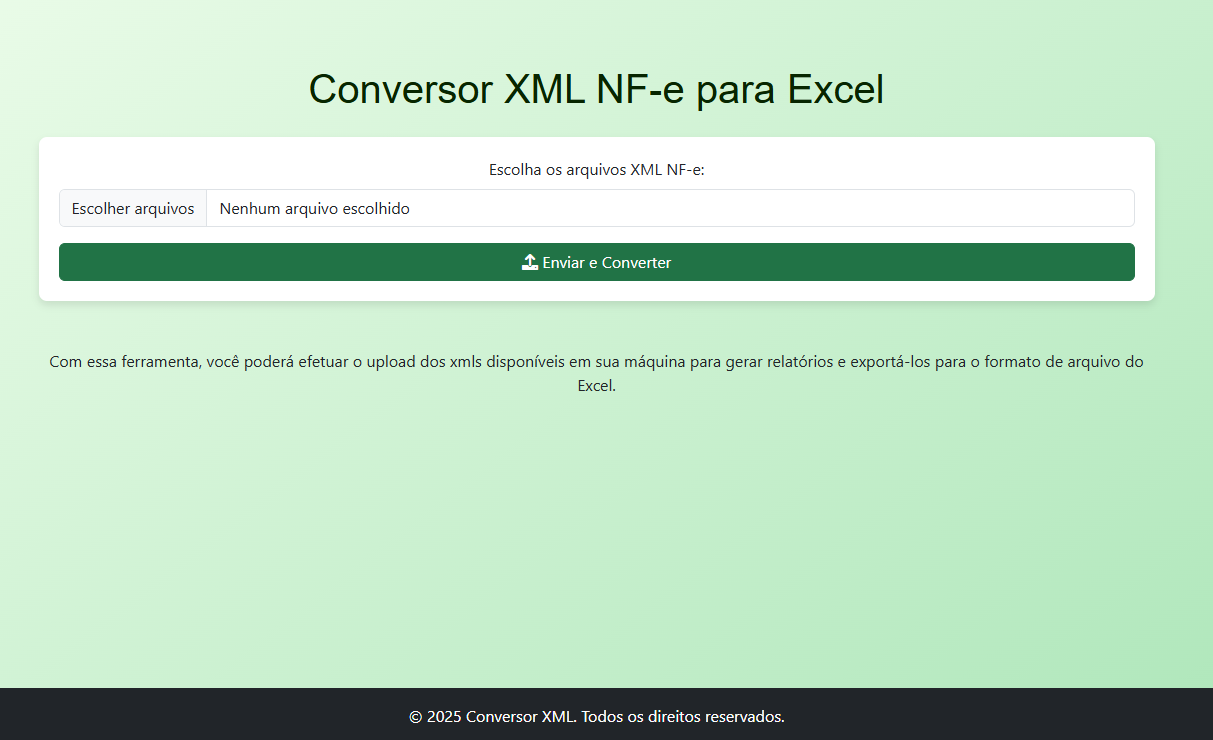 Conversor XML NF-e para Excel
Escolha os arquivos XML NF-e:
Escolher arquivos Nenhum arquivo escolhido
Enviar e Converter
Com essa ferramenta, você poderá efetuar o upload dos xmls disponíveis em sua máquina para gerar relatórios e exportá-los para o formato de arquivo do
Excel.
© 2025 Conversor XML. Todos os direitos reservados.